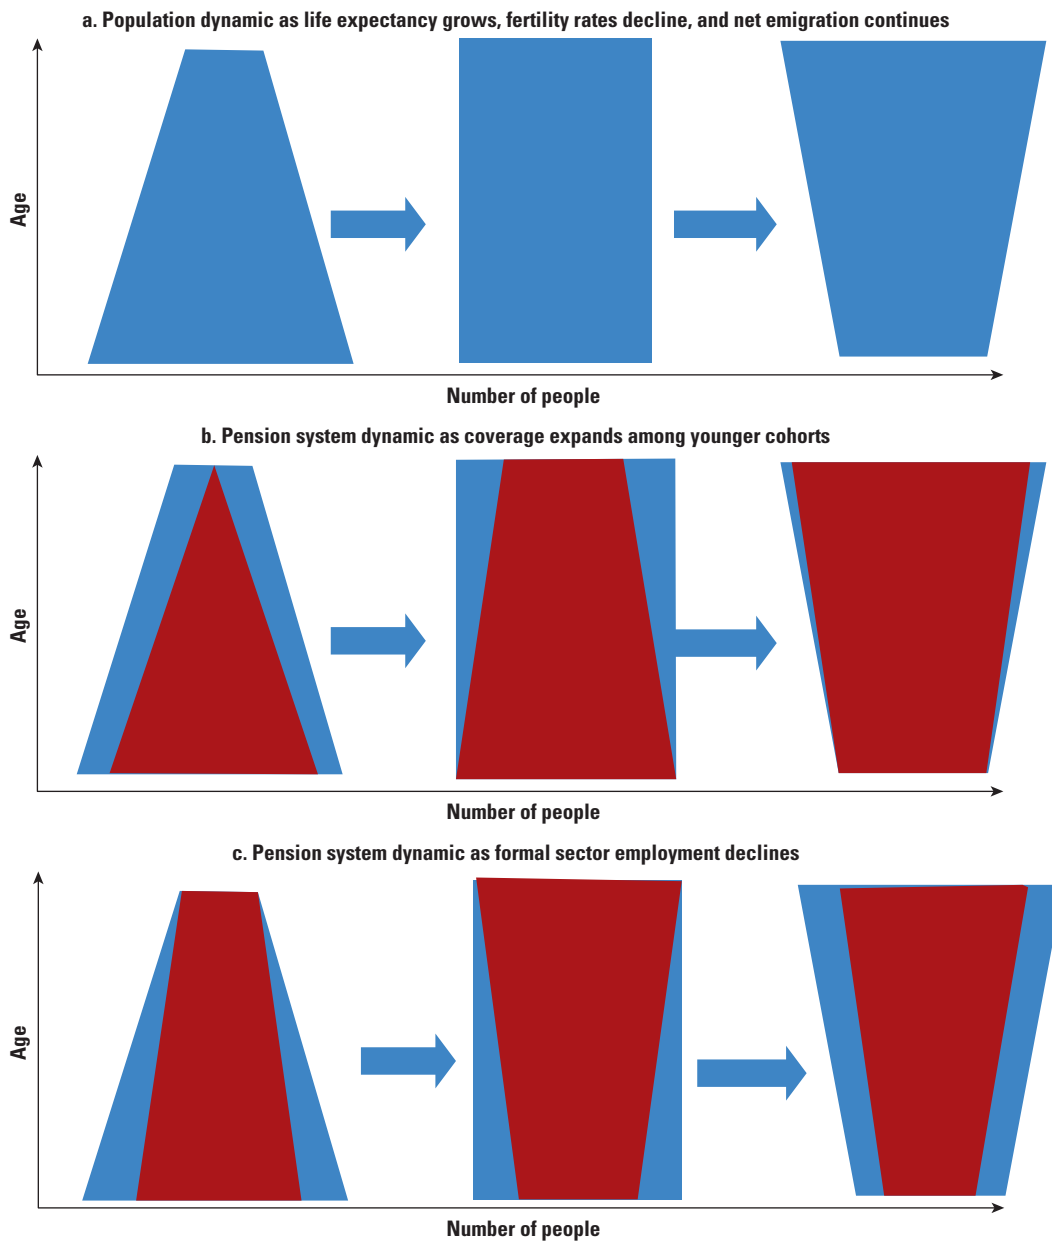 a. Population dynamic as life expectancy grows, fertility rates decline, and net emigration continues
Age
Number of people
b. Pension system dynamic as coverage expands among younger cohorts
Age
Number of people
c. Pension system dynamic as formal sector employment declines
Age
Number of people